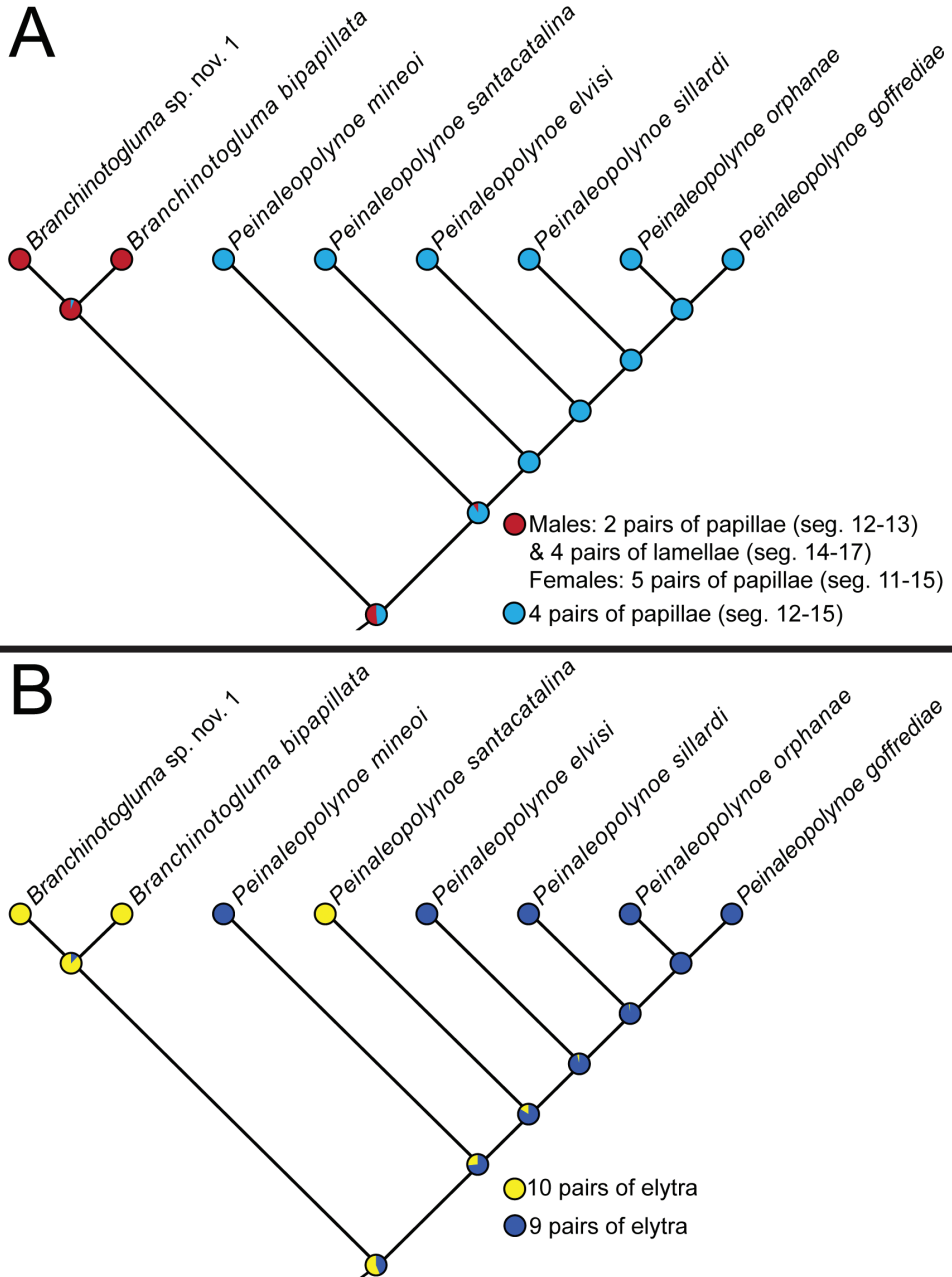 A
Branchinotogluma sp. nov. 1
Branchinotogluma bipapillata
Peinaleopolynoe mineoi
Peinaleopolynoe santacatalina
Peinaleopolynoe elvisi
Peinaleopolynoe sillardi
Peinaleopolynoe orphanae
Peinaleopolynoe goffrediae
Males: 2 pairs of papillae (seg. 12-13)
& 4 pairs of lamellae (seg. 14-17)
Females: 5 pairs of papillae (seg. 11-15)
4 pairs of papillae (seg. 12-15)
B
Branchinotogluma sp. nov. 1
Branchinotogluma bipapillata
Peinaleopolynoe mineoi
Peinaleopolynoe santacatalina
Peinaleopolynoe elvisi
Peinaleopolynoe sillardi
Peinaleopolynoe orphanae
Peinaleopolynoe goffrediae
10 pairs of elytra
9 pairs of elytra